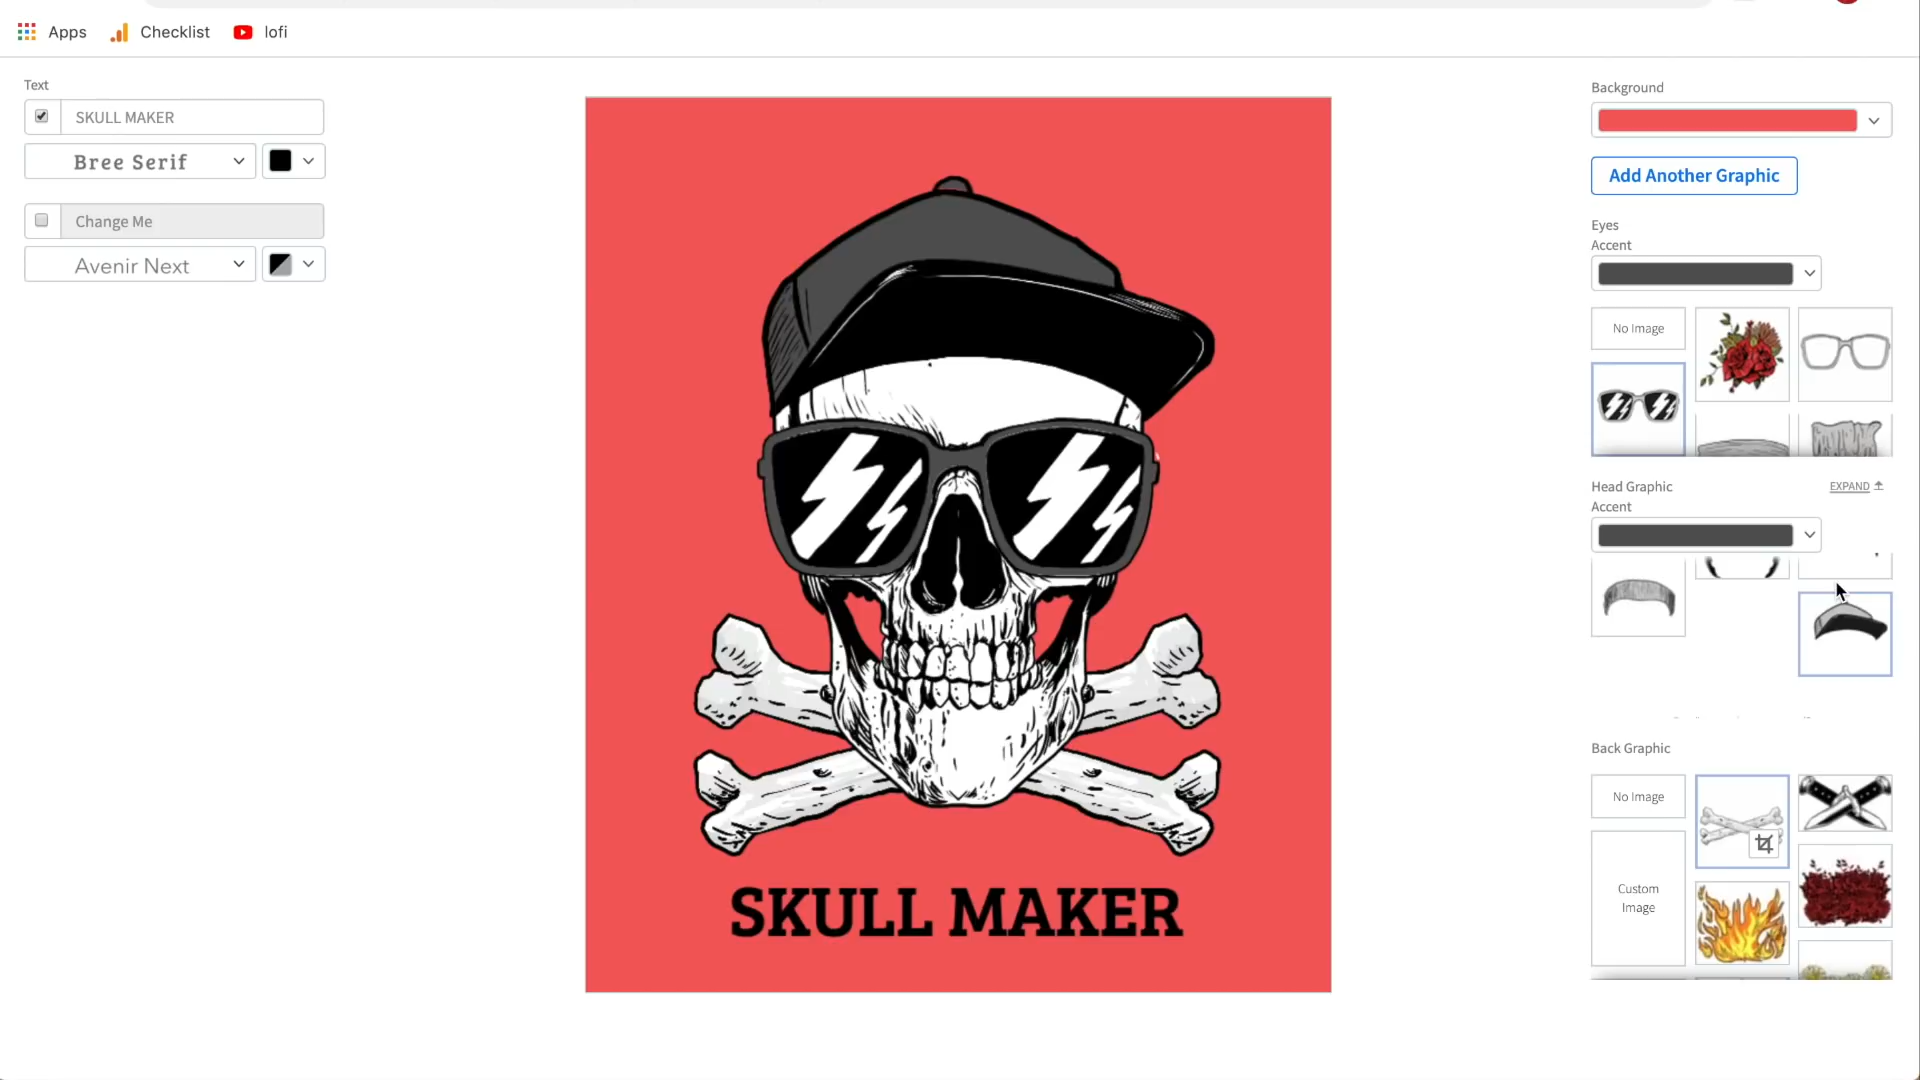 Apps Checklist lofi
Text
SKULL MAKER
Bree Serif
Change Me
Avenir Next
SKULL MAKER
Background
Add Another Graphic
Eyes
Accent
No Image
Head Graphic EXPAND
Accent
Back Graphic
No Image
Custom
Image